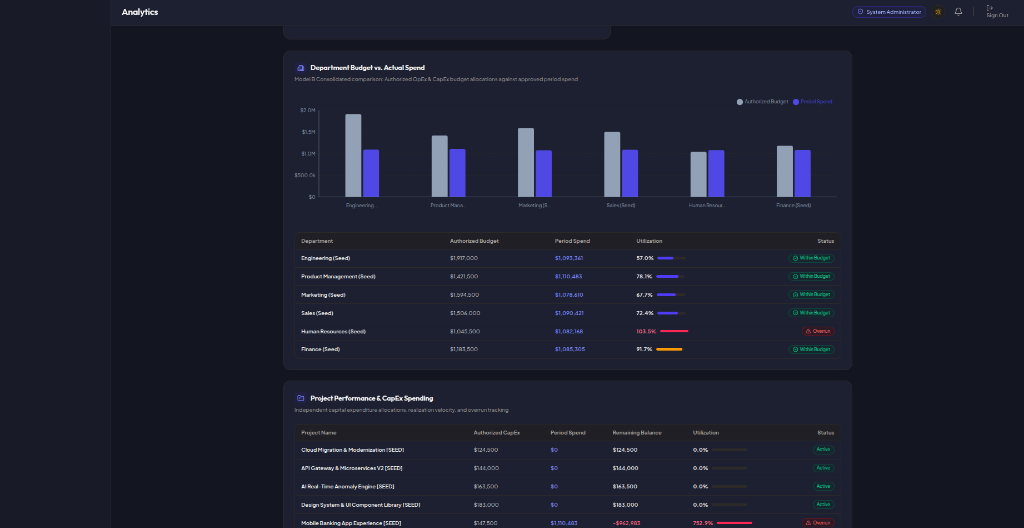 Analytics
System Administrator
Sign Out
Department Budget vs. Actual Spend
Model B Consolidated comparison: Authorized OpEx & CapEx budget allocations against approved period spend
Authorized Budget Period Spend
$2.0M
$1.5M
$1.0M
$500.0k
$0
Engineering Product Mana... Marketing (S... Sales (Seed) Human Resour... Finance (Seed)
Department Authorized Budget Period Spend Utilization Status
Engineering (Seed) $1,917,000 $1,093,361 57.0% Within Budget
Product Management (Seed) $1,421,500 $1,110,483 78.1% Within Budget
Marketing (Seed) $1,594,500 $1,078,610 67.7% Within Budget
Sales (Seed) $1,506,000 $1,090,421 72.4% Within Budget
Human Resources (Seed) $1,045,500 $1,082,168 103.5% Overrun
Finance (Seed) $1,183,500 $1,085,305 91.7% Within Budget
Project Performance & CapEx Spending
Independent capital expenditure allocations, realization velocity, and overrun tracking
Project Name Authorized CapEx Period Spend Remaining Balance Utilization Status
Cloud Migration & Modernization [SEED] $124,500 $0 $124,500 0.0% Active
API Gateway & Microservices V2 [SEED] $144,000 $0 $144,000 0.0% Active
AI Real-Time Anomaly Engine [SEED] $163,500 $0 $163,500 0.0% Active
Design System & UI Component Library [SEED] $183,000 $0 $183,000 0.0% Active
Mobile Banking App Experience [SEED] $147,500 $1,110,483 -$962,983 752.9% Overrun